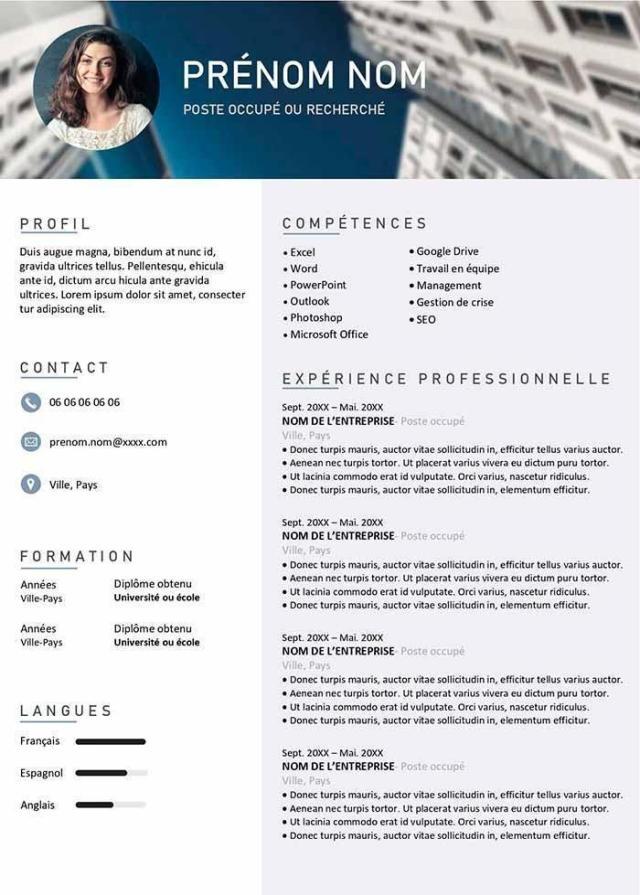 PRÉNOM NOM
POSTE OCCUPÉ OU RECHERCHÉ
PROFIL
Duis augue magna, bibendum at nunc id,
gravida ultrices tellus. Pellentesqu, ehicula
ante id, dictum arcu hicula ante gravida
ultrices. Lorem ipsum dolor sit amet, consecter
tur adipiscing elit.
CONTACT
06 06 06 06 06
prenom.nom@xxxx.com
Ville, Pays
FORMATION
Années Diplôme obtenu
Ville-Pays Université ou école
Années Diplôme obtenu
Ville-Pays Université ou école
LANGUES
Français
Espagnol
Anglais
COMPÉTENCES
• Excel
• Word
• PowerPoint
• Outlook
• Photoshop
• Microsoft Office
• Google Drive
• Travail en équipe
• Management
• Gestion de crise
• SEO
EXPÉRIENCE PROFESSIONNELLE
Sept. 20XX – Mai. 20XX
NOM DE L'ENTREPRISE- Poste occupé
Ville, Pays
• Donec turpis mauris, auctor vitae sollicitudin in, efficitur tellus varius auctor.
• Aenean nec turpis tortor. Ut placerat varius vivera eu dictum puru tortor.
• Ut lacinia commodo erat id vulputate. Orci varius, nascetur ridiculus.
• Donec turpis mauris, auctor vitae sollicitudin in, elementum efficitur.
Sept. 20XX – Mai. 20XX
NOM DE L'ENTREPRISE- Poste occupé
Ville, Pays
• Donec turpis mauris, auctor vitae sollicitudin in, efficitur tellus varius auctor.
• Aenean nec turpis tortor. Ut placerat varius vivera eu dictum puru tortor.
• Ut lacinia commodo erat id vulputate. Orci varius, nascetur ridiculus.
• Donec turpis mauris, auctor vitae sollicitudin in, elementum efficitur.
Sept. 20XX – Mai. 20XX
NOM DE L'ENTREPRISE- Poste occupé
Ville, Pays
• Donec turpis mauris, auctor vitae sollicitudin in, efficitur tellus varius auctor.
• Aenean nec turpis tortor. Ut placerat varius vivera eu dictum puru tortor.
• Ut lacinia commodo erat id vulputate. Orci varius, nascetur ridiculus.
• Donec turpis mauris, auctor vitae sollicitudin in, elementum efficitur.
Sept. 20XX – Mai. 20XX
NOM DE L'ENTREPRISE- Poste occupé
Ville, Pays
• Donec turpis mauris, auctor vitae sollicitudin in, efficitur tellus varius auctor.
• Aenean nec turpis tortor. Ut placerat varius vivera eu dictum puru tortor.
• Ut lacinia commodo erat id vulputate. Orci varius, nascetur ridiculus.
• Donec turpis mauris, auctor vitae sollicitudin in, elementum efficitur.